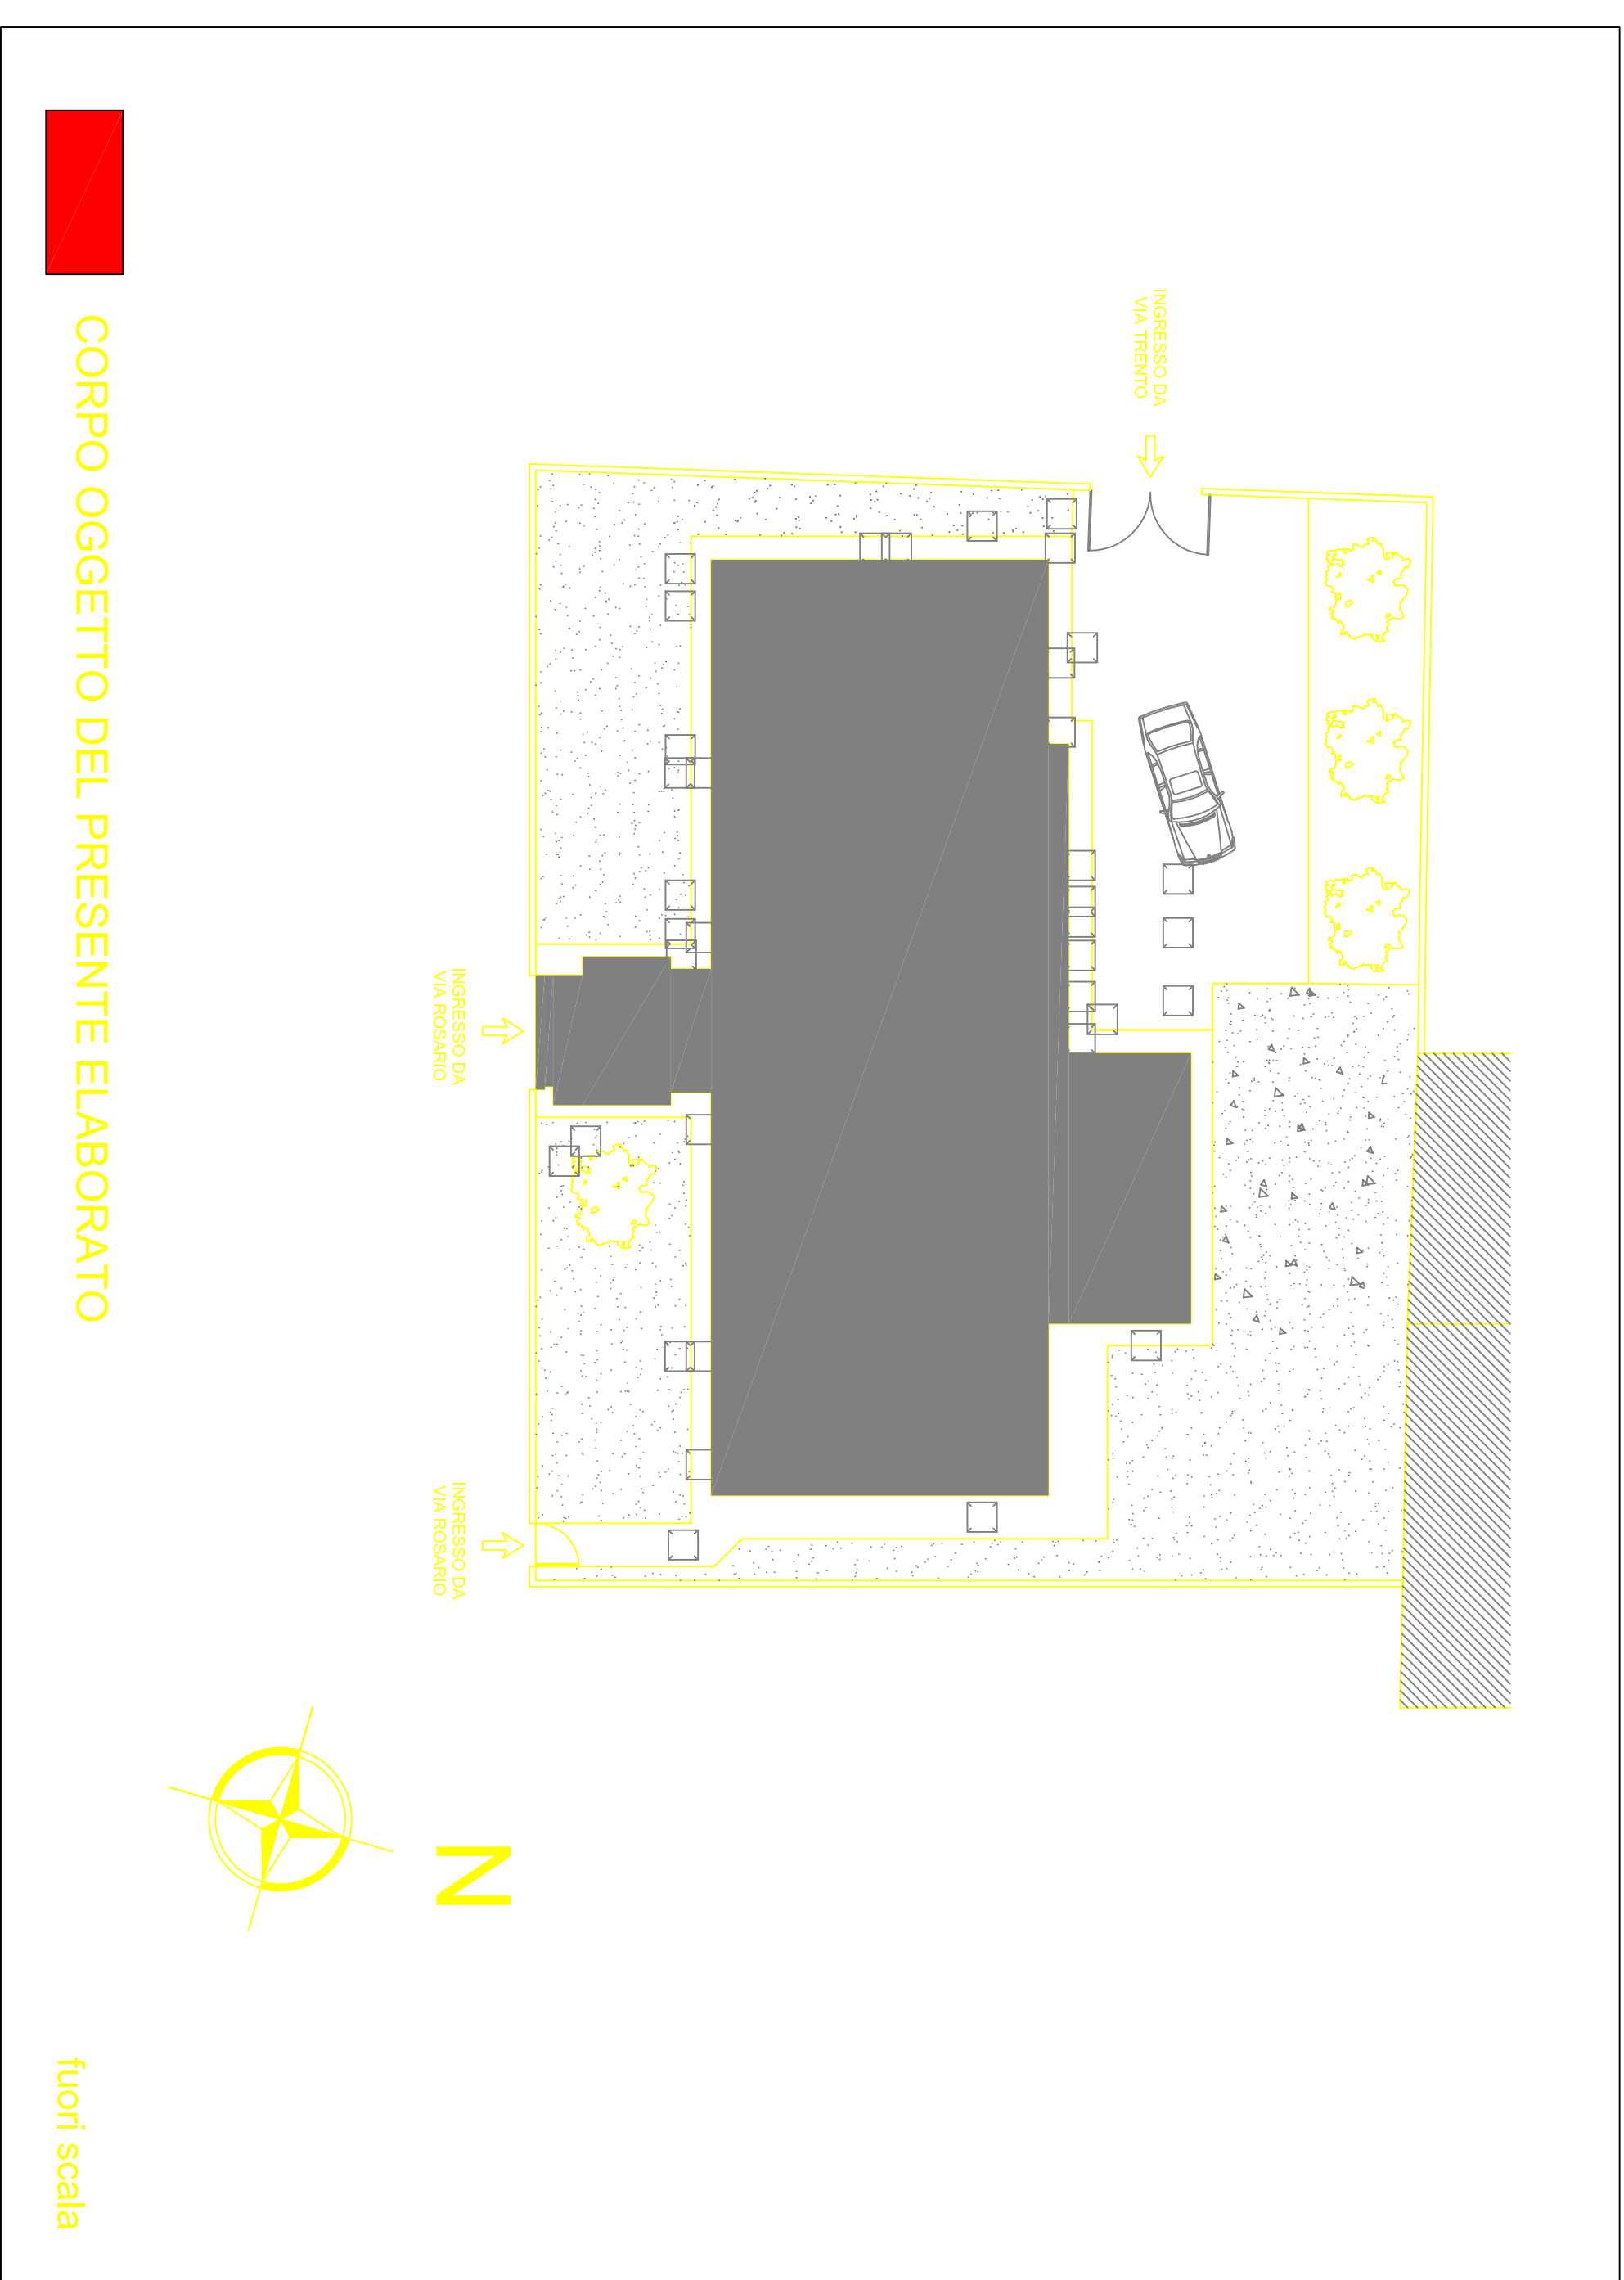 INGRESSO DA
VIA TRENTO
INGRESSO DA
VIA ROSARIO
INGRESSO DA
VIA ROSARIO
N
CORPO OGGETTO DEL PRESENTE ELABORATO
fuori scala